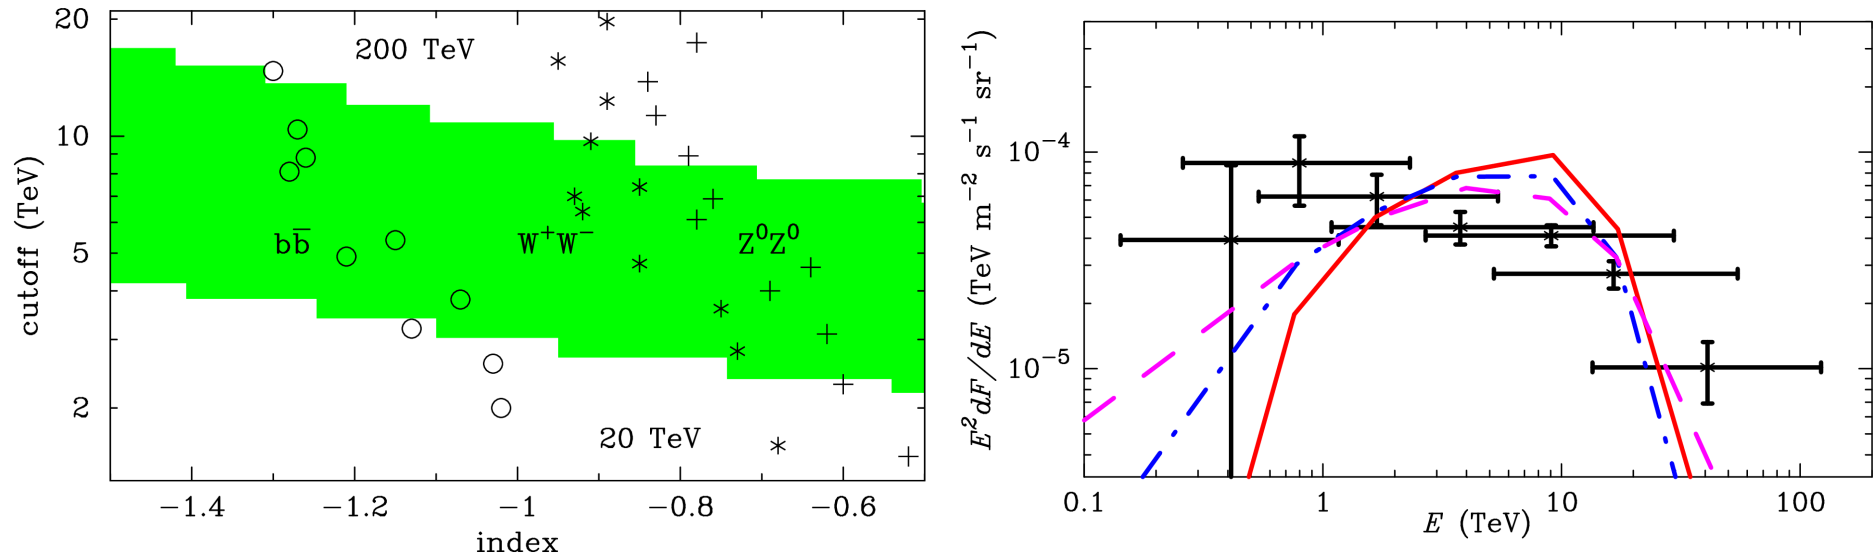 20
10
5
2
cutoff (TeV)
200 TeV
bb̅
W⁺W⁻
Z⁰Z⁰
20 TeV
−1.4 −1.2 −1 −0.8 −0.6
index
E²dF/dE (TeV m⁻² s⁻¹ sr⁻¹)
10⁻⁴
10⁻⁵
0.1 1 10 100
E (TeV)